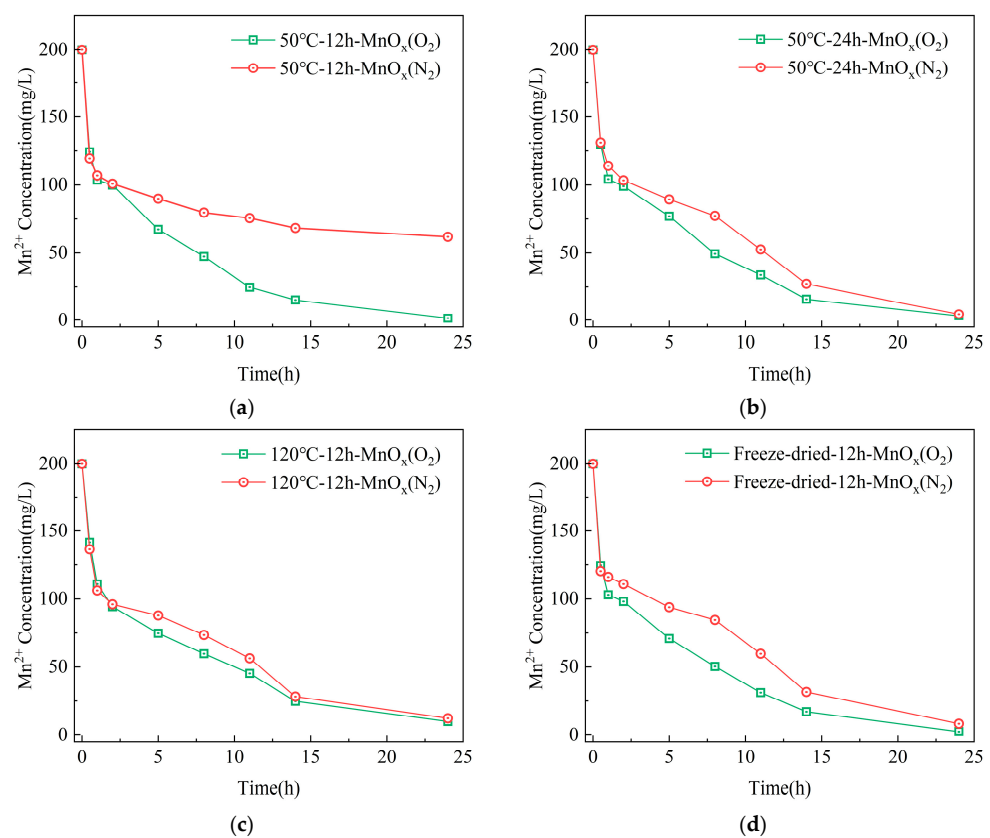 50℃-12h-MnOₓ(O₂)
50℃-12h-MnOₓ(N₂)
Mn²⁺ Concentration(mg/L)
200
150
100
50
0
0 5 10 15 20 25
Time(h)
(a)
50℃-24h-MnOₓ(O₂)
50℃-24h-MnOₓ(N₂)
Mn²⁺ Concentration(mg/L)
200
150
100
50
0
0 5 10 15 20 25
Time(h)
(b)
120℃-12h-MnOₓ(O₂)
120℃-12h-MnOₓ(N₂)
Mn²⁺ Concentration(mg/L)
200
150
100
50
0
0 5 10 15 20 25
Time(h)
(c)
Freeze-dried-12h-MnOₓ(O₂)
Freeze-dried-12h-MnOₓ(N₂)
Mn²⁺ Concentration(mg/L)
200
150
100
50
0
0 5 10 15 20 25
Time(h)
(d)